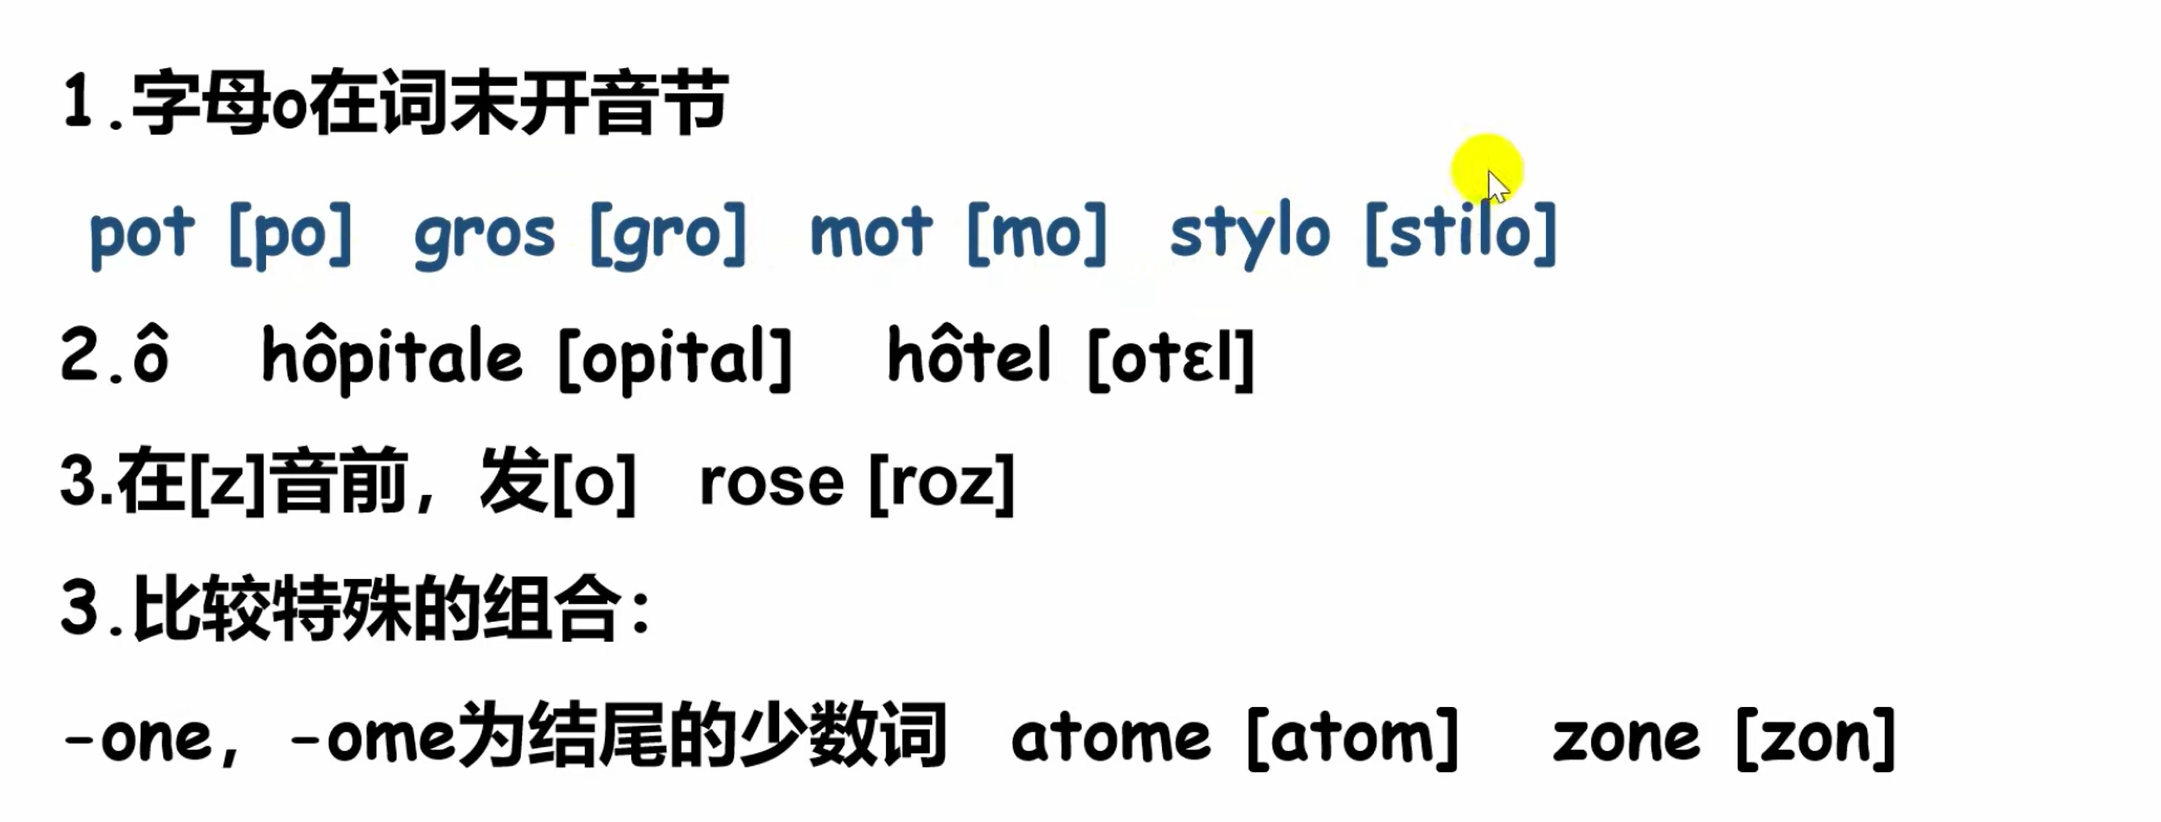 1.字母o在词末开音节
pot [po] gros [gro] mot [mo] stylo [stilo]
2.ô hôpitale [opital] hôtel [otɛl]
3.在[z]音前，发[o] rose [roz]
3.比较特殊的组合：
-one，-ome为结尾的少数词 atome [atom] zone [zon]